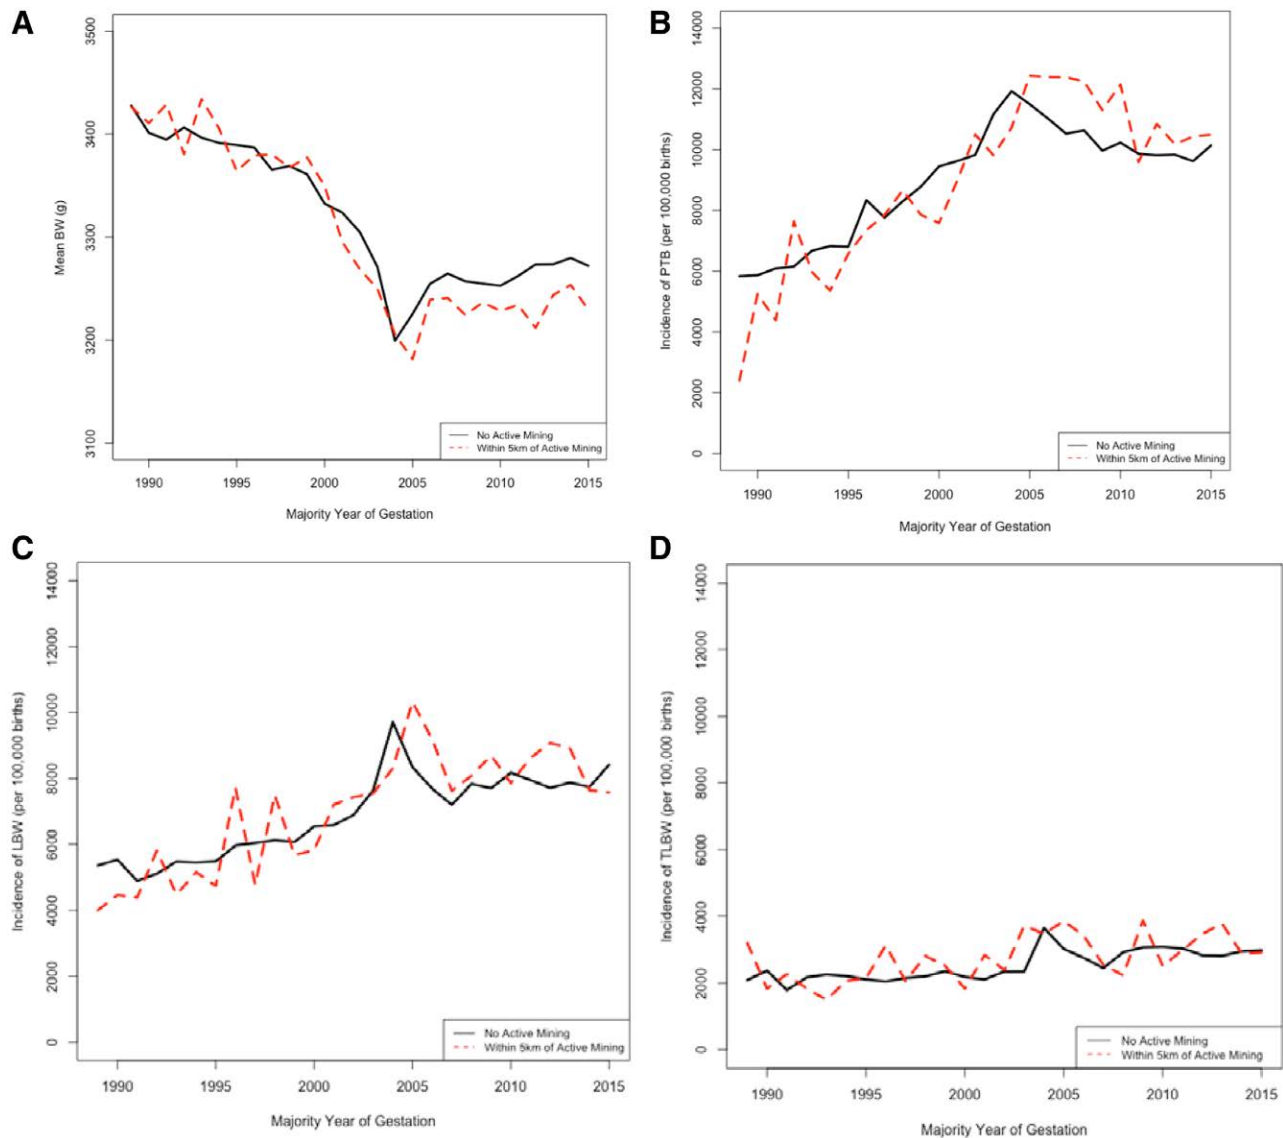 A
3500
3400
3300
3200
3100
Mean BW (g)
No Active Mining
Within 5km of Active Mining
1990 1995 2000 2005 2010 2015
Majority Year of Gestation
B
14000
12000
10000
8000
6000
4000
2000
0
Incidence of PTB (per 100,000 births)
No Active Mining
Within 5km of Active Mining
1990 1995 2000 2005 2010 2015
Majority Year of Gestation
C
14000
12000
10000
8000
6000
4000
2000
0
Incidence of LBW (per 100,000 births)
No Active Mining
Within 5km of Active Mining
1990 1995 2000 2005 2010 2015
Majority Year of Gestation
D
14000
12000
10000
8000
6000
4000
2000
0
Incidence of TLBW (per 100,000 births)
No Active Mining
Within 5km of Active Mining
1990 1995 2000 2005 2010 2015
Majority Year of Gestation